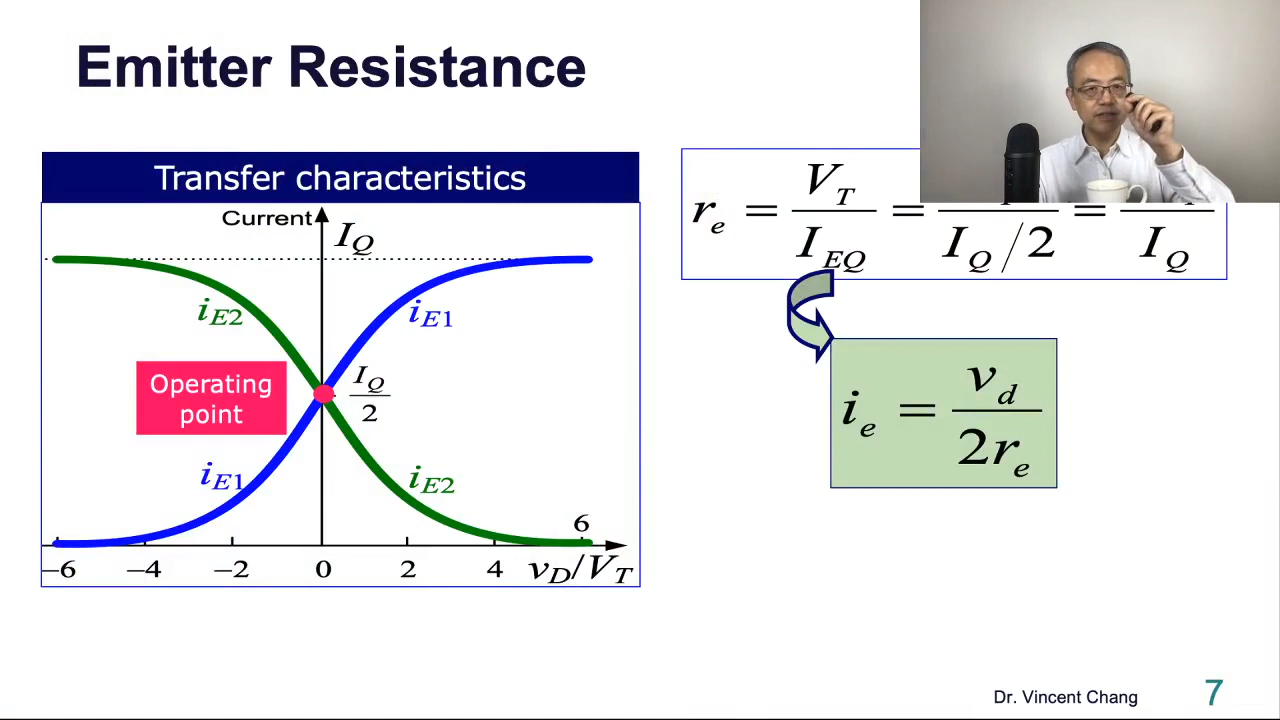 Emitter Resistance
Transfer characteristics
Current
I_Q
i_E2
i_E1
Operating
point
I_Q
2
i_E1
i_E2
6
−6 −4 −2 0 2 4 v_D/V_T
r_e = V_T / I_EQ = / I_Q/2 = / I_Q
i_e = v_d / 2r_e
Dr. Vincent Chang
7